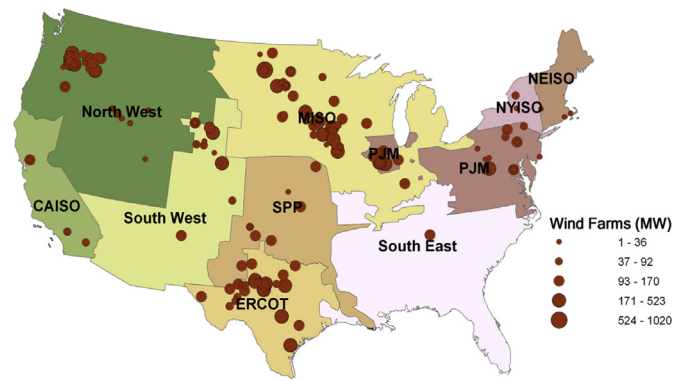 NEISO
NYISO
North West
MISO
PJM
PJM
CAISO
SPP
South West
South East
ERCOT
Wind Farms (MW)
1 - 36
37 - 92
93 - 170
171 - 523
524 - 1020